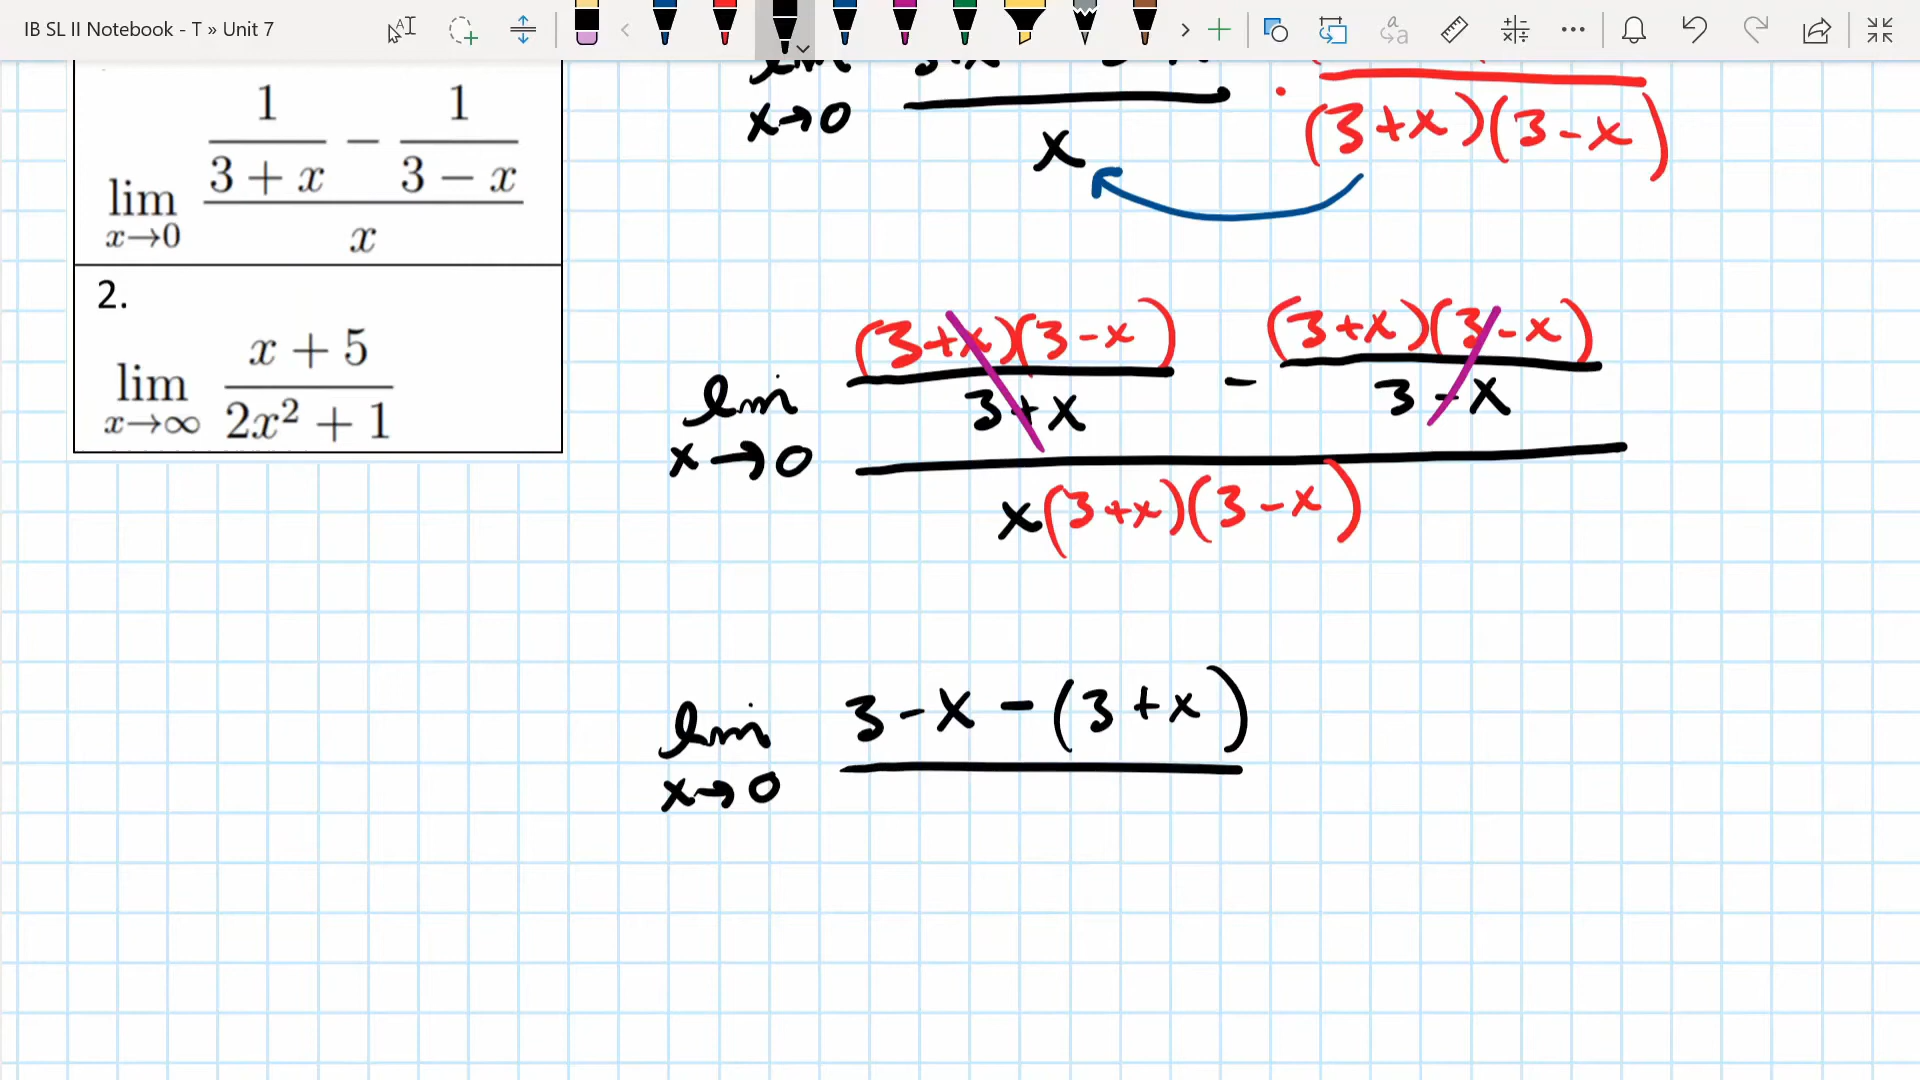 IB SL II Notebook - T » Unit 7
1/(3 + x) − 1/(3 − x)
lim x→0
x
2.
lim x→∞ (x + 5)/(2x² + 1)
lim x→0
x
· (3+x)(3-x)
lim x→0
(3+x)(3-x)/(3+x) - (3+x)(3-x)/(3-x)
x(3+x)(3-x)
lim x→0
3-x-(3+x)